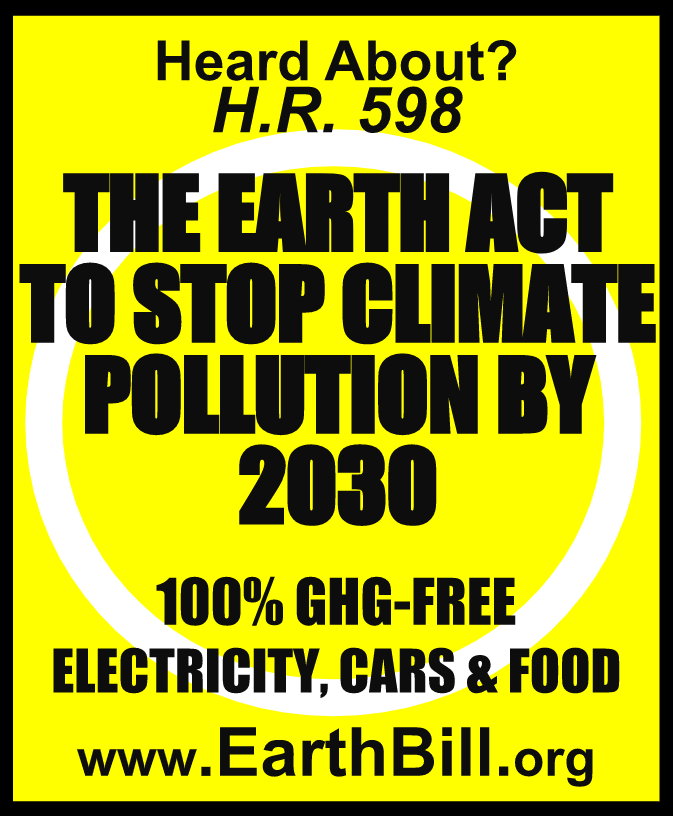 Heard About?
H.R. 598
THE EARTH ACT
TO STOP CLIMATE
POLLUTION BY
2030
100% GHG-FREE
ELECTRICITY, CARS & FOOD
www.EarthBill.org